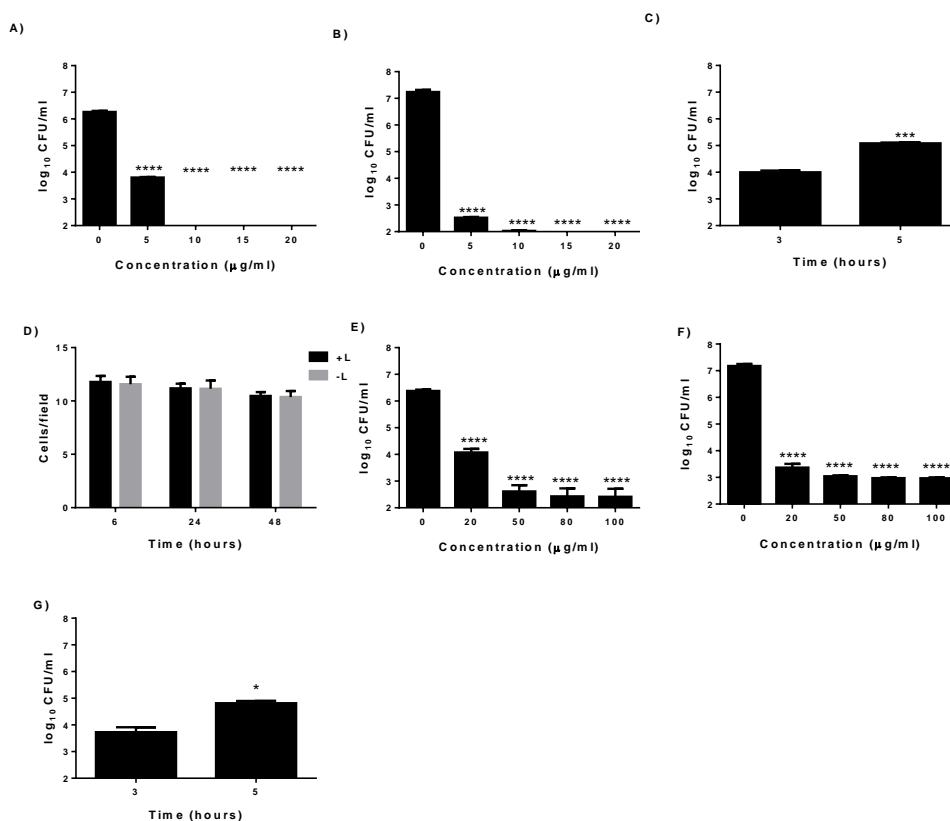 A)
log10 CFU/ml
8
7
6
5
4
3
2
**** **** **** ****
0 5 10 15 20
Concentration (μg/ml)
B)
log10 CFU/ml
8
7
6
5
4
3
2
**** **** **** ****
0 5 10 15 20
Concentration (μg/ml)
C)
log10 CFU/ml
8
7
6
5
4
3
2
***
3 5
Time (hours)
D)
Cells/field
15
10
5
0
+L
-L
6 24 48
Time (hours)
E)
log10 CFU/ml
8
7
6
5
4
3
2
**** **** **** ****
0 20 50 80 100
Concentration (μg/ml)
F)
log10 CFU/ml
8
7
6
5
4
3
2
**** **** **** ****
0 20 50 80 100
Concentration (μg/ml)
G)
log10 CFU/ml
8
7
6
5
4
3
2
*
3 5
Time (hours)